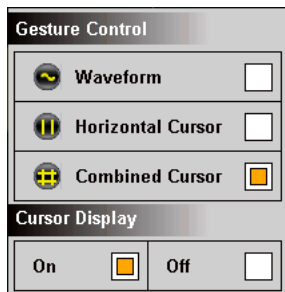 Gesture Control
Waveform
Horizontal Cursor
Combined Cursor
Cursor Display
On Off